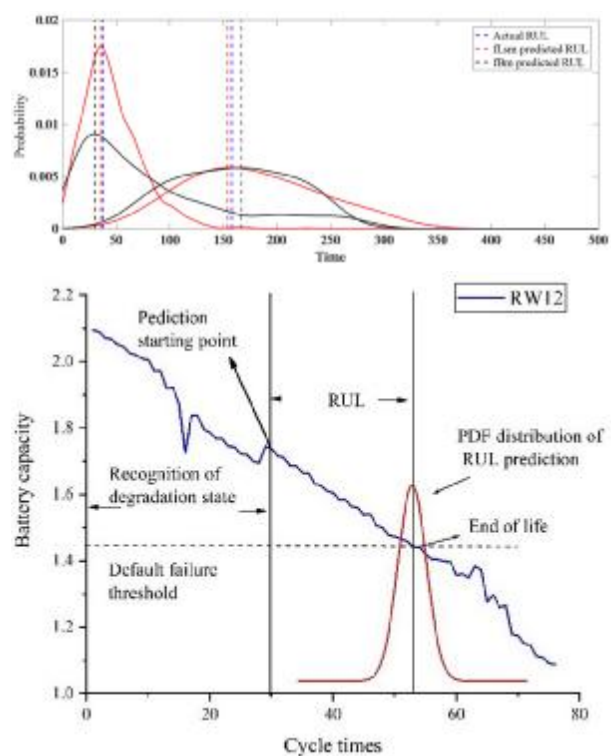 0.02
0.015
0.01
0.005
0
Probability
Actual RUL
fLsm predicted RUL
fBm predicted RUL
0 50 100 150 200 250 300 350 400 450 500
Time
2.2
2.0
1.8
1.6
1.4
1.2
1.0
Battery capacity
RW12
Pediction
starting point
RUL
PDF distribution of
RUL prediction
Recognition of
degradation state
End of life
Default failure
threshold
0 20 40 60 80
Cycle times